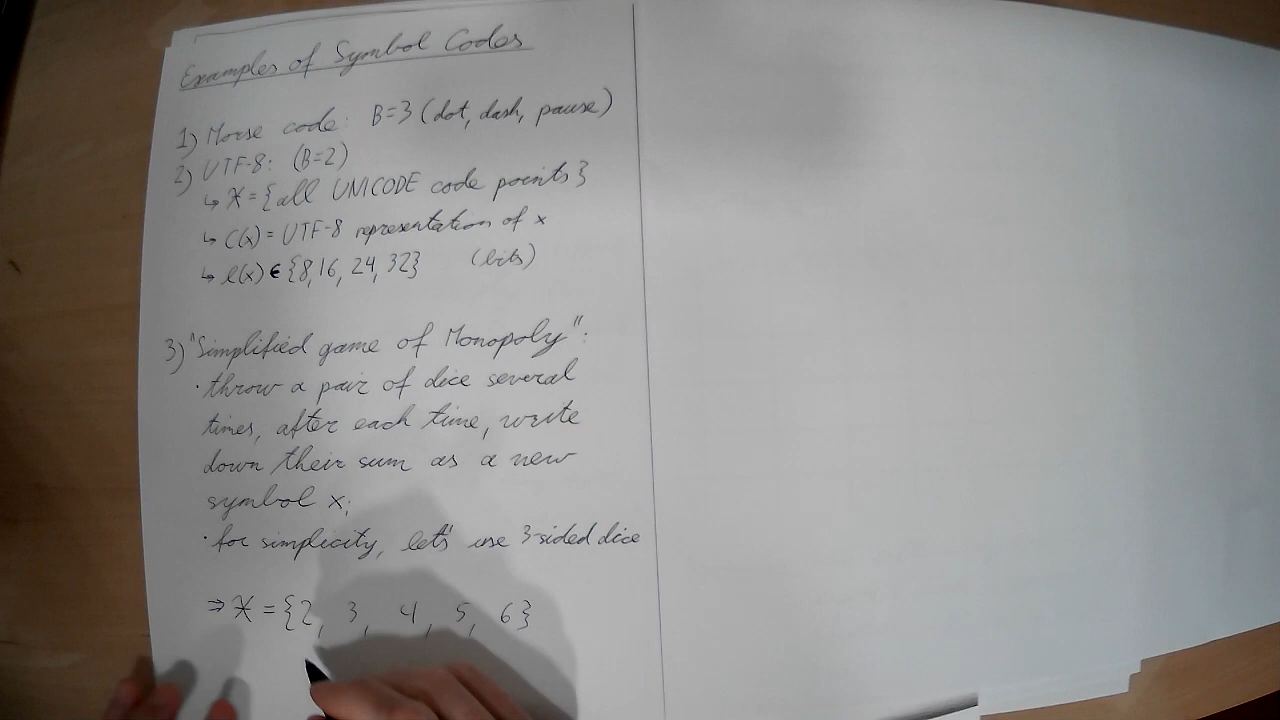 Examples of Symbol Codes
1) Morse code: B=3 (dot, dash, pause)
2) UTF-8: (B=2)
↳ X = {all UNICODE code points}
↳ C(x) = UTF-8 representation of x
↳ l(x) ∈ {8,16, 24, 32} (bits)
3) "Simplified game of Monopoly":
· throw a pair of dice several
times, after each time, write
down their sum as a new
symbol xᵢ
· for simplicity, let's use 3-sided dice
⇒ X = {2, 3, 4, 5, 6}